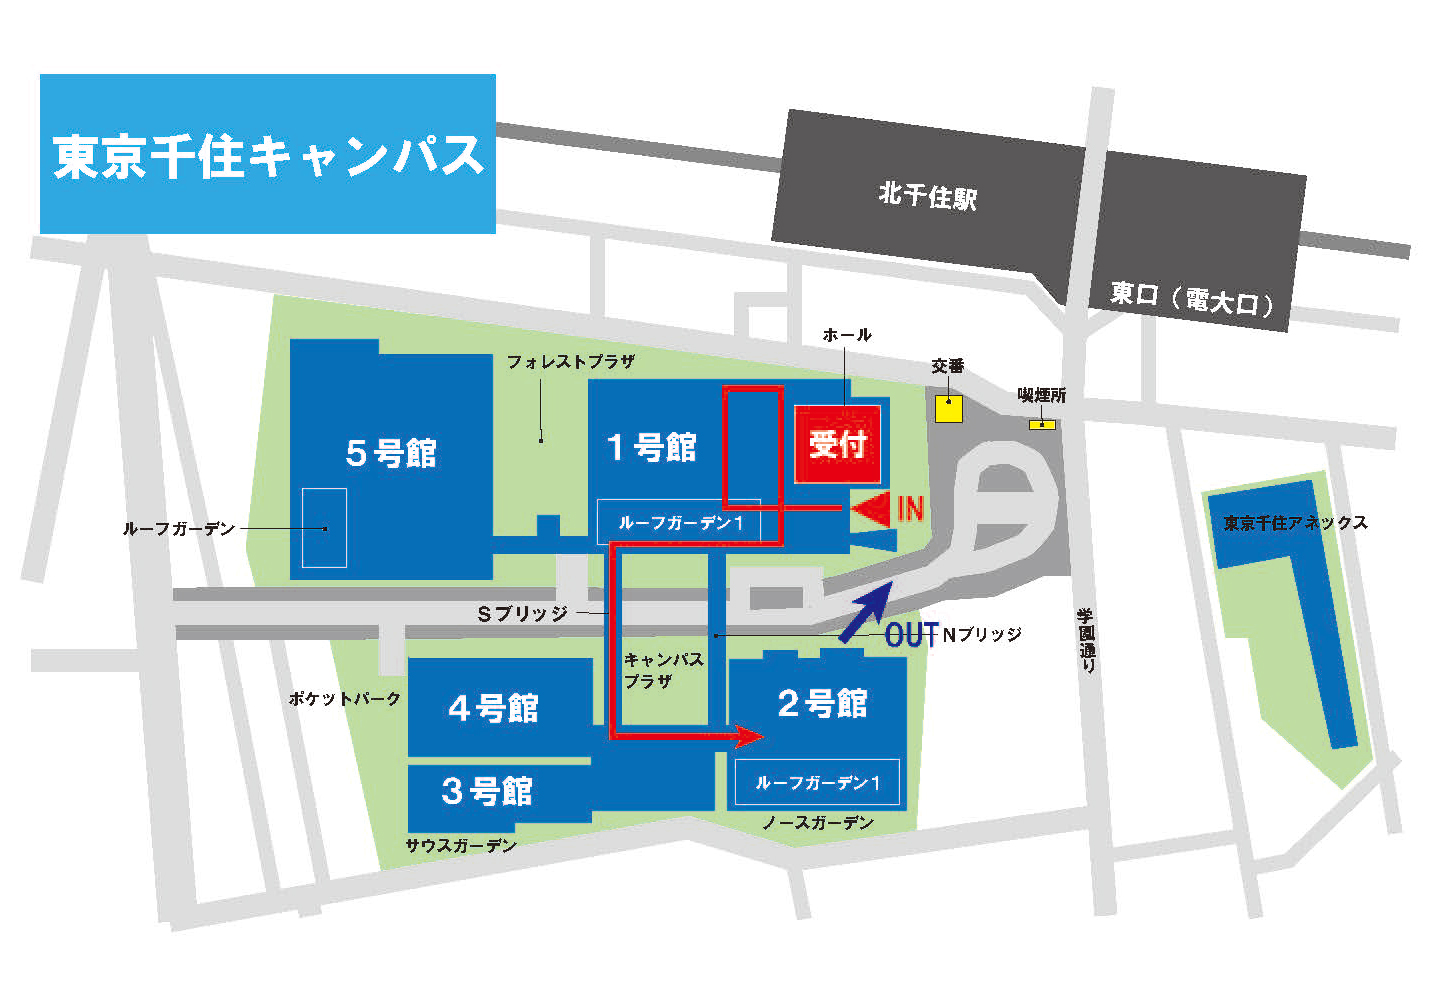 東京千住キャンパス
北千住駅
東口（電大口）
ホール
交番
フォレストプラザ
喫煙所
1号館
受付
5号館
IN
ルーフガーデン
ルーフガーデン1
東京千住アネックス
Sブリッジ
OUT
Nブリッジ
学園通り
キャンパス
プラザ
ポケットパーク
4号館
2号館
ルーフガーデン1
3号館
ノースガーデン
サウスガーデン